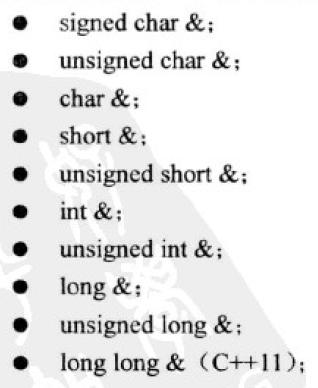 ● signed char &；
● unsigned char &；
● char &；
● short &；
● unsigned short &；
● int &；
● unsigned int &；
● long &；
● unsigned long &；
● long long &（C++11）；